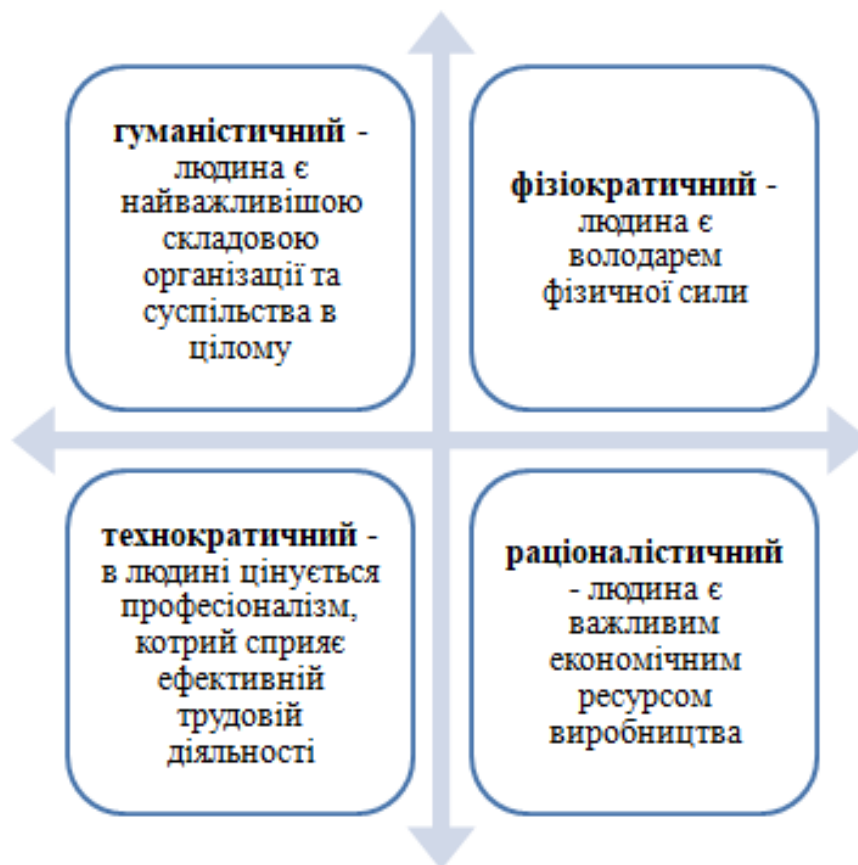 гуманістичний -
людина є
найважливішою
складовою
організації та
суспільства в
цілому
фізіократичний -
людина є
володарем
фізичної сили
технократичний -
в людині цінується
професіоналізм,
котрий сприяє
ефективній
трудовій
діяльності
раціоналістичний
- людина є
важливим
економічним
ресурсом
виробництва